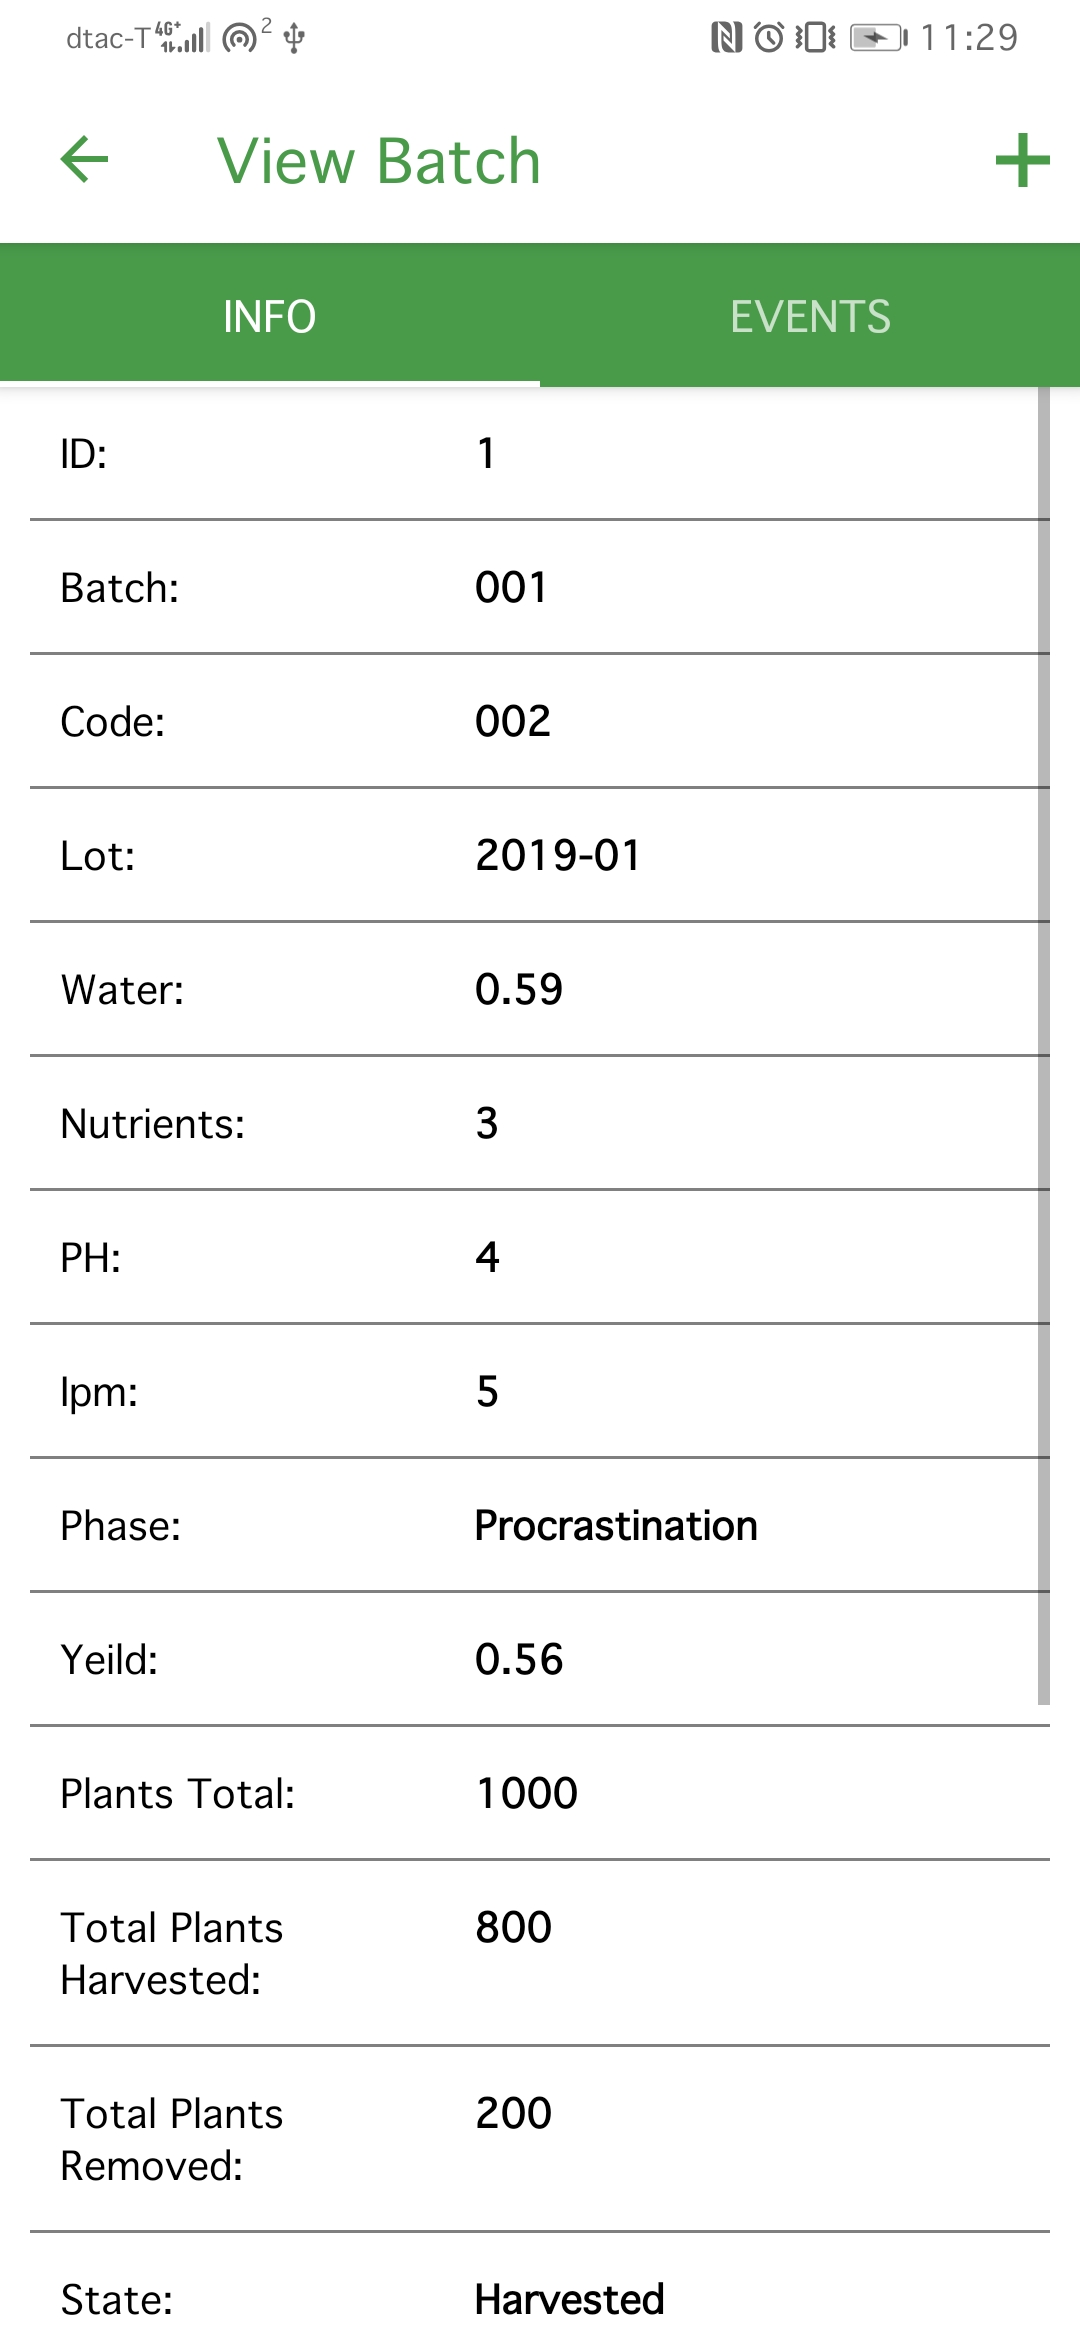 dtac-T 4G+ 2 11:29
View Batch
INFO EVENTS
ID: 1
Batch: 001
Code: 002
Lot: 2019-01
Water: 0.59
Nutrients: 3
PH: 4
Ipm: 5
Phase: Procrastination
Yeild: 0.56
Plants Total: 1000
Total Plants 800
Harvested:
Total Plants 200
Removed:
State: Harvested